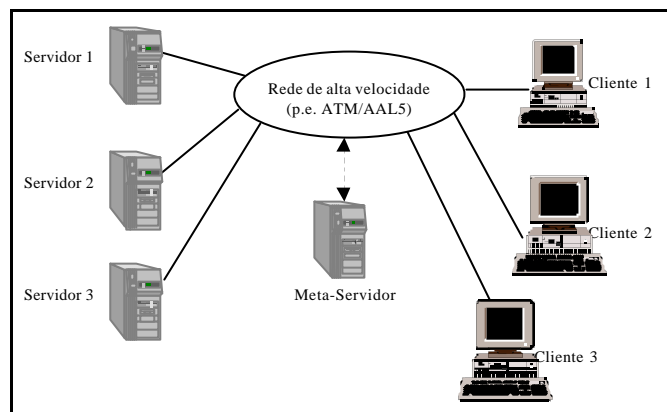 Servidor 1
Rede de alta velocidade
(p.e. ATM/AAL5)
Cliente 1
Servidor 2
Cliente 2
Servidor 3
Meta-Servidor
Cliente 3